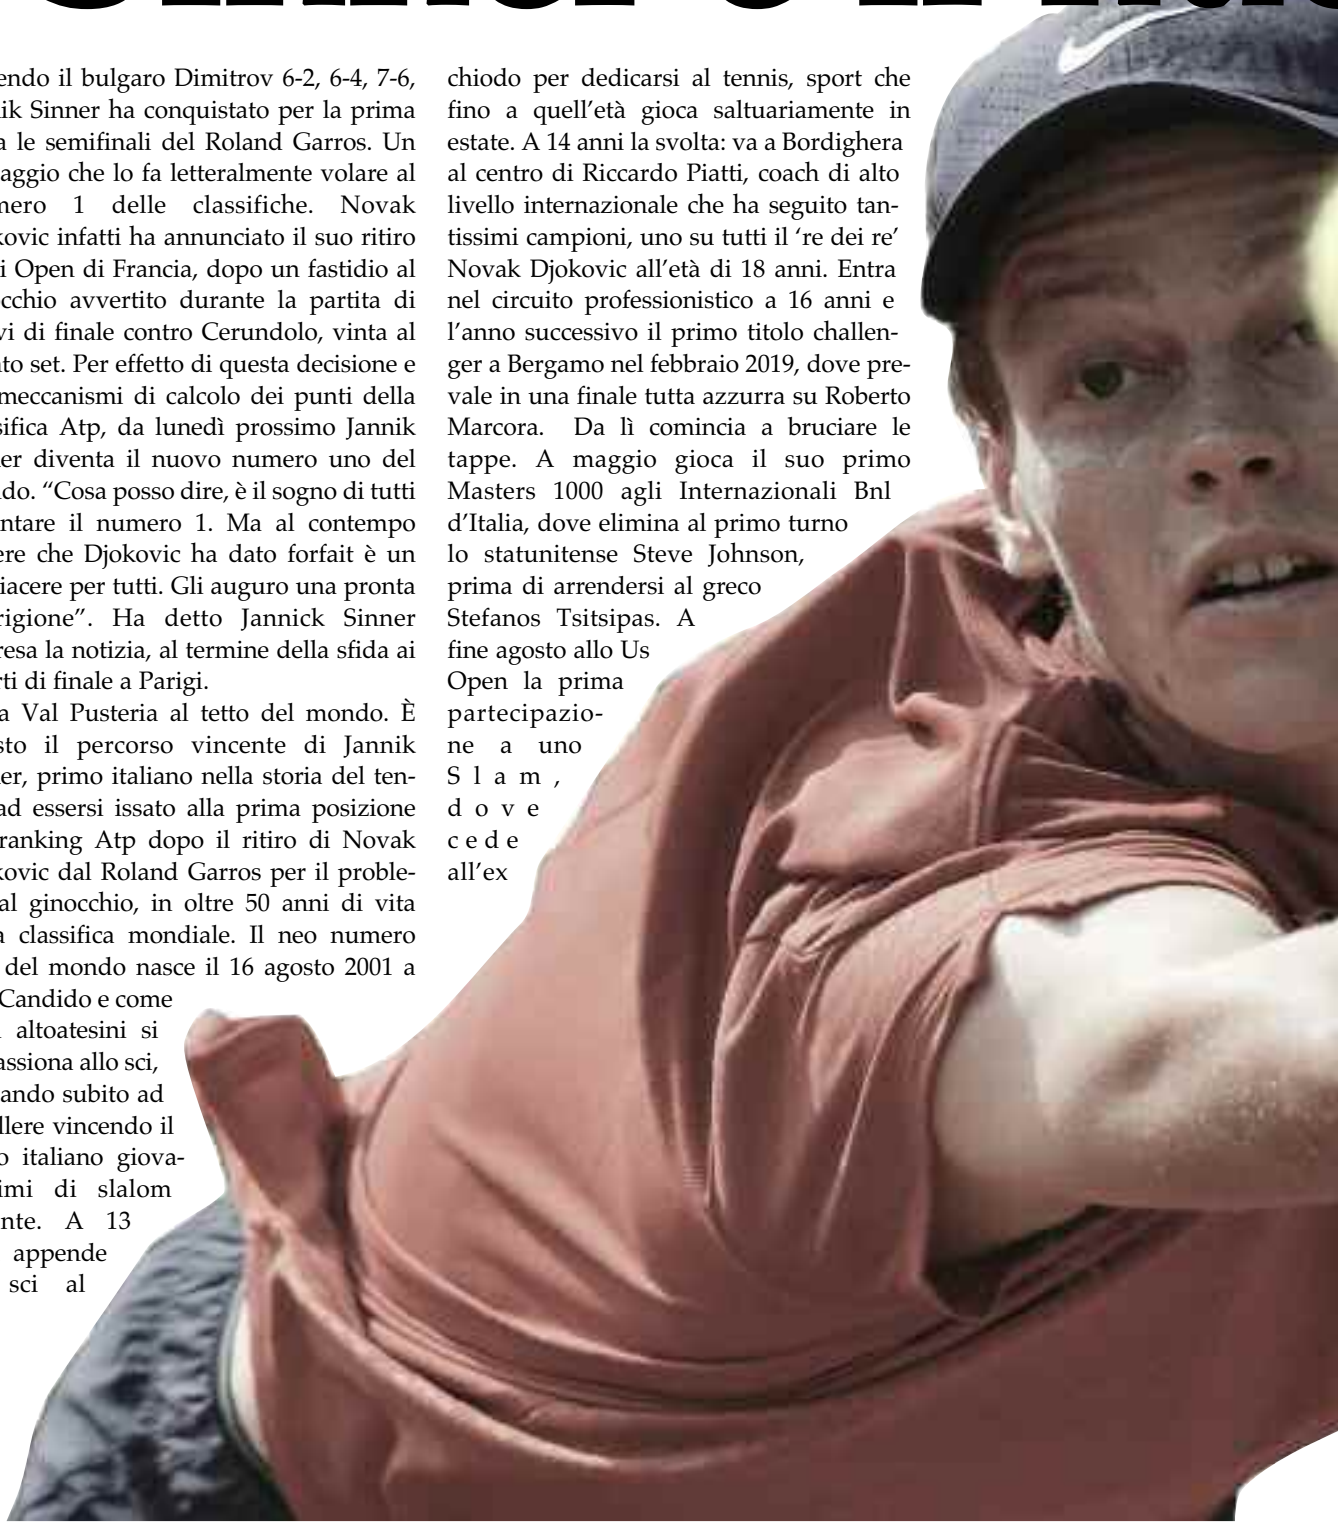 endo il bulgaro Dimitrov 6-2, 6-4, 7-6,
ik Sinner ha conquistato per la prima
a le semifinali del Roland Garros. Un
aggio che lo fa letteralmente volare al
mero 1 delle classifiche. Novak
kovic infatti ha annunciato il suo ritiro
i Open di Francia, dopo un fastidio al
cchio avvertito durante la partita di
vi di finale contro Cerundolo, vinta al
to set. Per effetto di questa decisione e
meccanismi di calcolo dei punti della
sifica Atp, da lunedì prossimo Jannik
er diventa il nuovo numero uno del
do. “Cosa posso dire, è il sogno di tutti
ntare il numero 1. Ma al contempo
ere che Djokovic ha dato forfait è un
iacere per tutti. Gli auguro una pronta
rigione”. Ha detto Jannick Sinner
resa la notizia, al termine della sfida ai
rti di finale a Parigi.
a Val Pusteria al tetto del mondo. È
sto il percorso vincente di Jannik
er, primo italiano nella storia del ten-
ad essersi issato alla prima posizione
ranking Atp dopo il ritiro di Novak
kovic dal Roland Garros per il proble-
al ginocchio, in oltre 50 anni di vita
a classifica mondiale. Il neo numero
del mondo nasce il 16 agosto 2001 a
Candido e come
i altoatesini si
assiona allo sci,
ando subito ad
llere vincendo il
o italiano giova-
imi di slalom
nte. A 13
appende
sci al
chiodo per dedicarsi al tennis, sport che
fino a quell’età gioca saltuariamente in
estate. A 14 anni la svolta: va a Bordighera
al centro di Riccardo Piatti, coach di alto
livello internazionale che ha seguito tan-
tissimi campioni, uno su tutti il ‘re dei re’
Novak Djokovic all’età di 18 anni. Entra
nel circuito professionistico a 16 anni e
l’anno successivo il primo titolo challen-
ger a Bergamo nel febbraio 2019, dove pre-
vale in una finale tutta azzurra su Roberto
Marcora. Da lì comincia a bruciare le
tappe. A maggio gioca il suo primo
Masters 1000 agli Internazionali Bnl
d’Italia, dove elimina al primo turno
lo statunitense Steve Johnson,
prima di arrendersi al greco
Stefanos Tsitsipas. A
fine agosto allo Us
Open la prima
partecipazio-
ne a uno
Slam,
dove
cede
all’ex